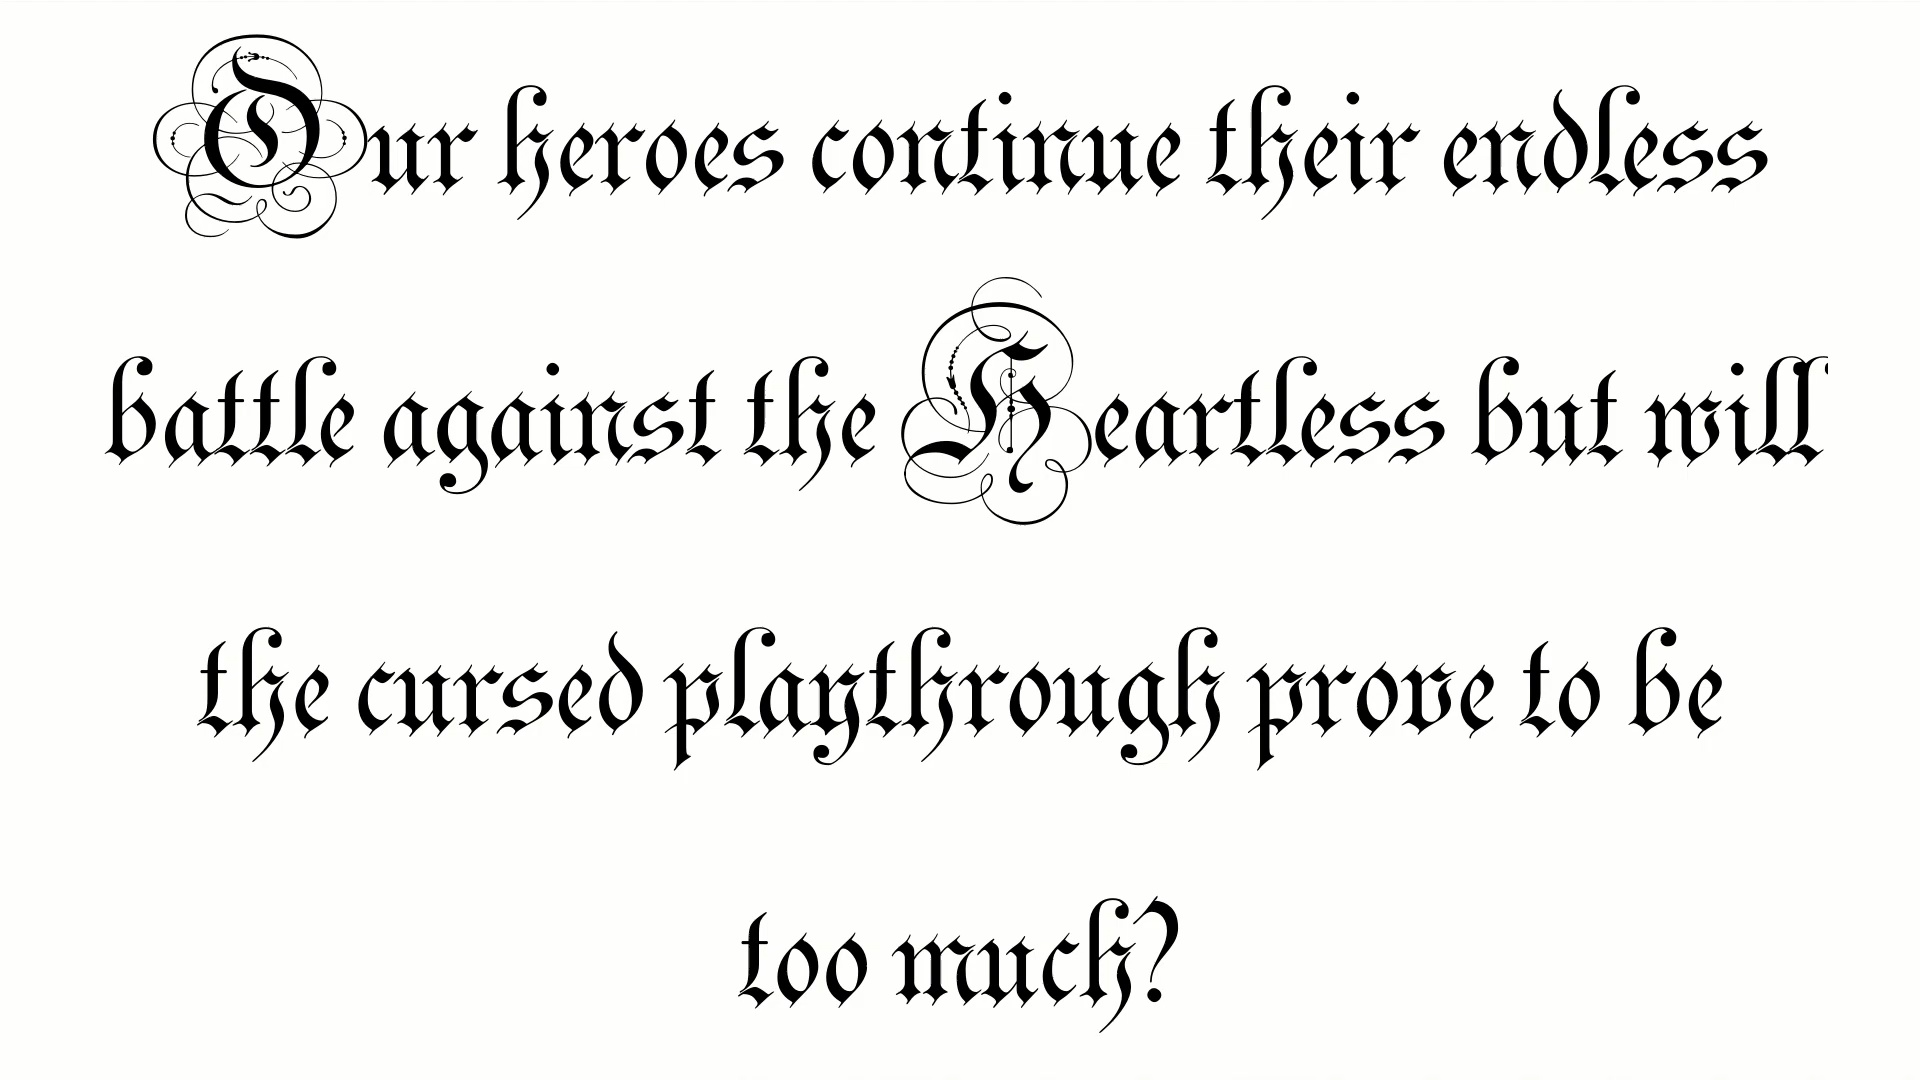 Our heroes continue their endless
battle against the Heartless but will
the cursed playthrough prove to be
too much?